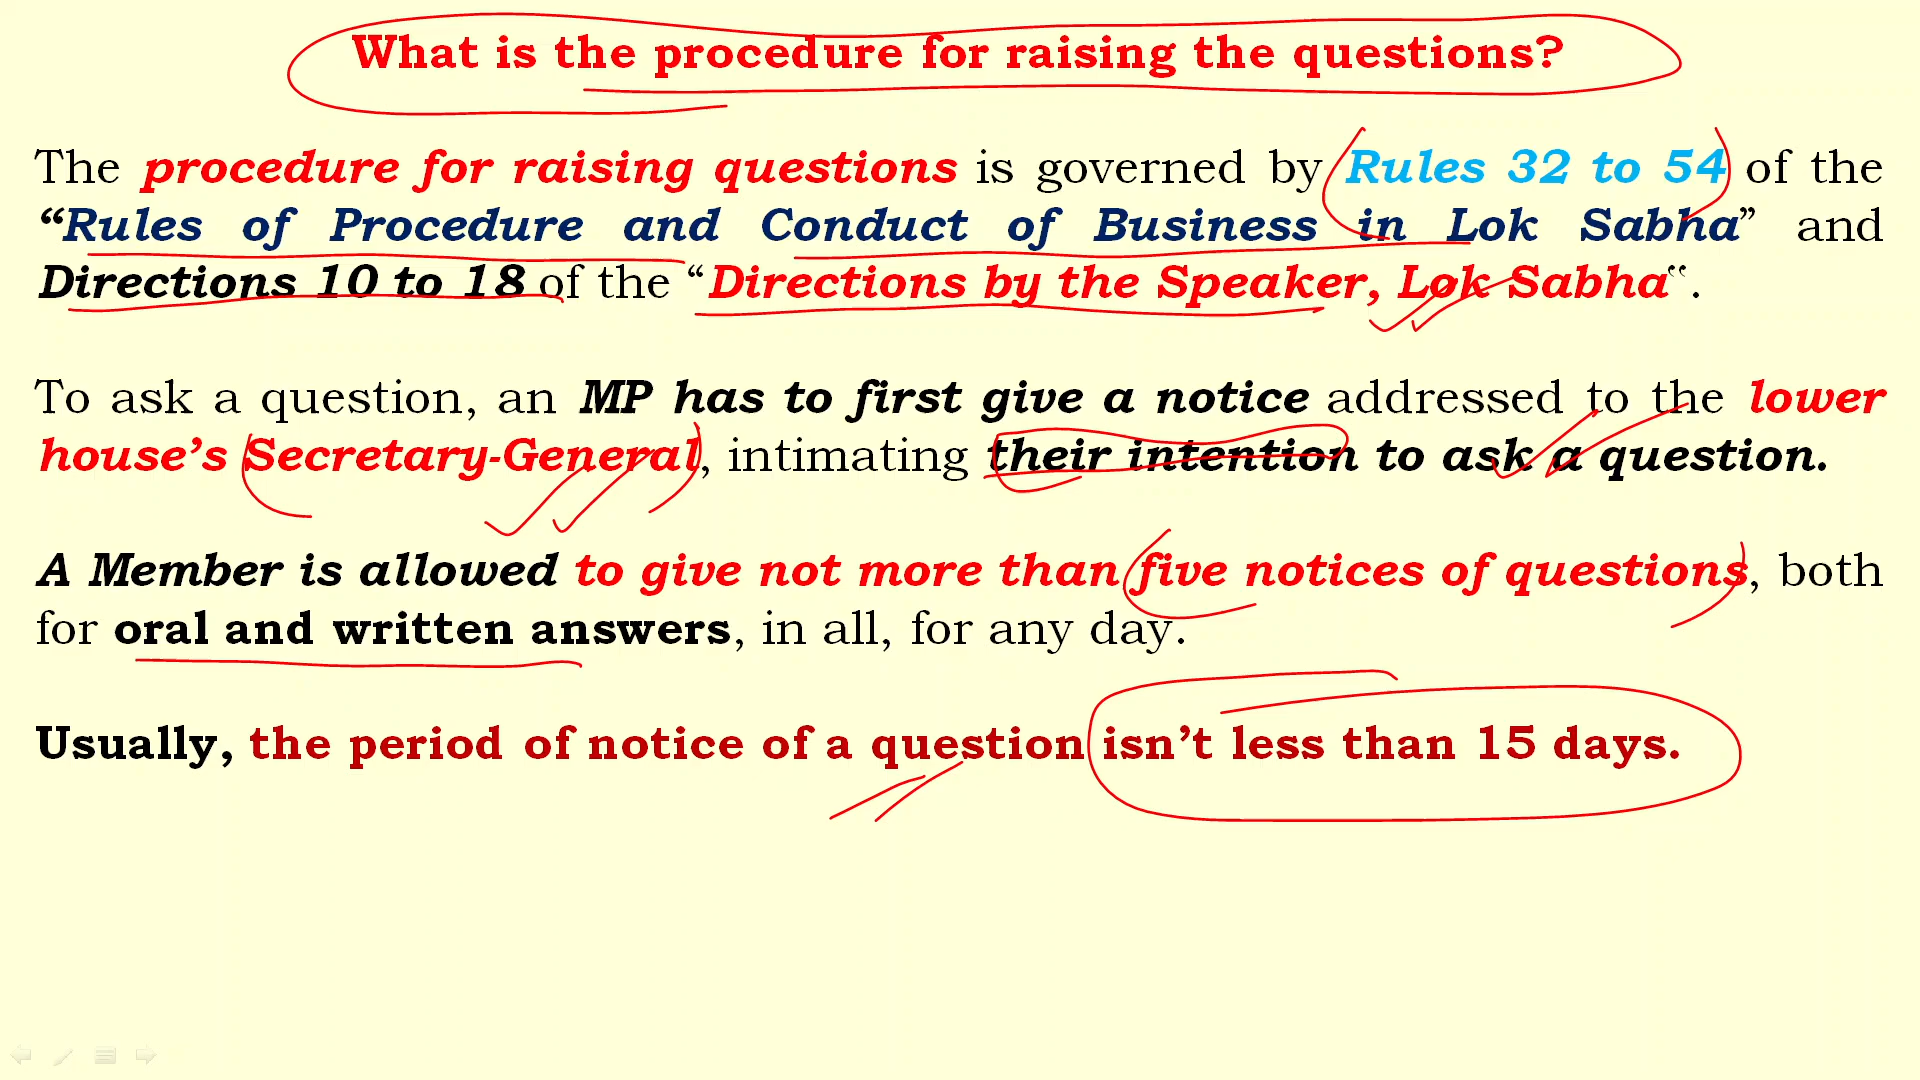 What is the procedure for raising the questions?
The procedure for raising questions is governed by Rules 32 to 54 of the
“Rules of Procedure and Conduct of Business in Lok Sabha” and
Directions 10 to 18 of the “Directions by the Speaker, Lok Sabha“.
To ask a question, an MP has to first give a notice addressed to the lower
house’s Secretary-General, intimating their intention to ask a question.
A Member is allowed to give not more than five notices of questions, both
for oral and written answers, in all, for any day.
Usually, the period of notice of a question isn’t less than 15 days.